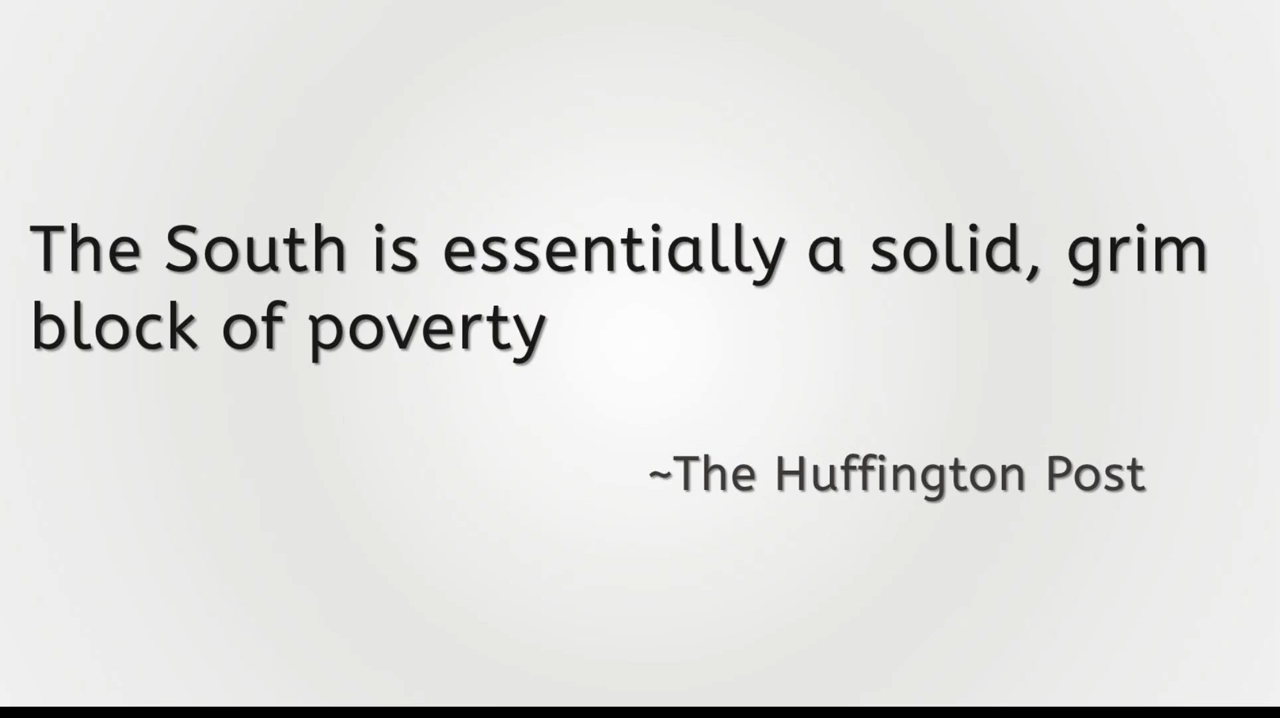 The South is essentially a solid, grim
block of poverty
~The Huffington Post